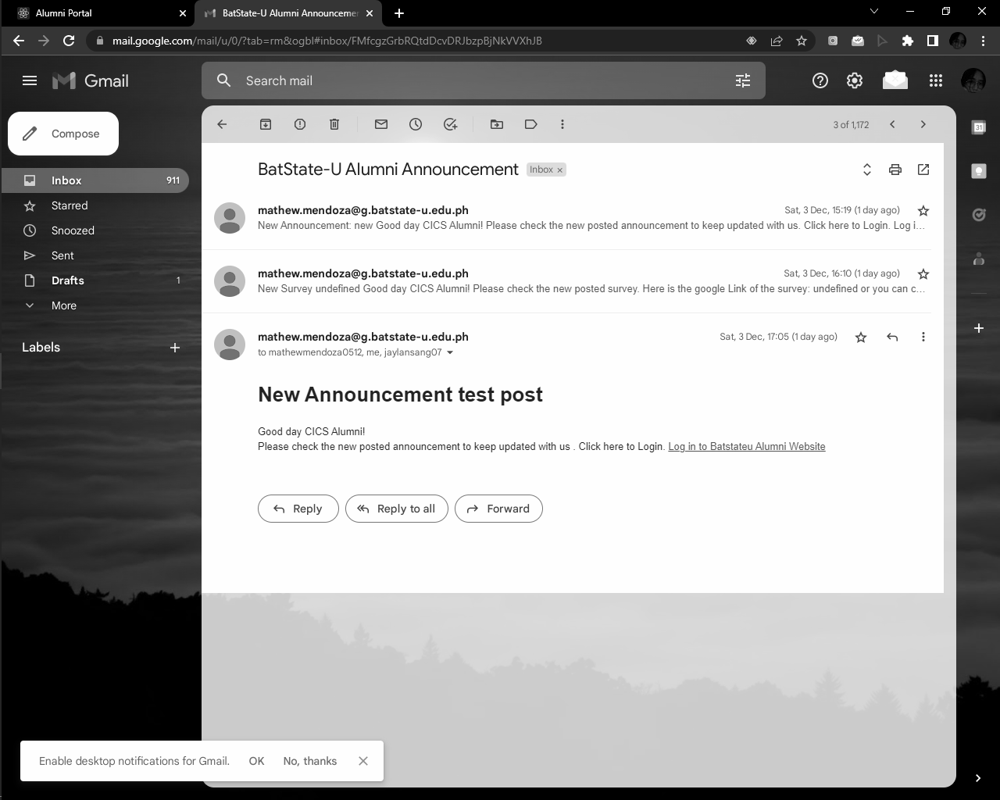 Alumni Portal
BatState-U Alumni Announcemen
mail.google.com/mail/u/0/?tab=rm&ogbl#inbox/FMfcgzGrbRQtdDcvDRJbzpBjNkVVXhJB
Gmail
Search mail
Compose
3 of 1,172
31
Inbox 911
Starred
Snoozed
Sent
Drafts 1
More
Labels
BatState-U Alumni Announcement Inbox ×
mathew.mendoza@g.batstate-u.edu.ph Sat, 3 Dec, 15:19 (1 day ago)
New Announcement: new Good day CICS Alumni! Please check the new posted announcement to keep updated with us. Click here to Login. Log i…
mathew.mendoza@g.batstate-u.edu.ph Sat, 3 Dec, 16:10 (1 day ago)
New Survey undefined Good day CICS Alumni! Please check the new posted survey. Here is the google Link of the survey: undefined or you can c…
mathew.mendoza@g.batstate-u.edu.ph Sat, 3 Dec, 17:05 (1 day ago)
to mathewmendoza0512, me, jaylansang07
New Announcement test post
Good day CICS Alumni!
Please check the new posted announcement to keep updated with us . Click here to Login. Log in to Batstateu Alumni Website
Reply Reply to all Forward
Enable desktop notifications for Gmail. OK No, thanks